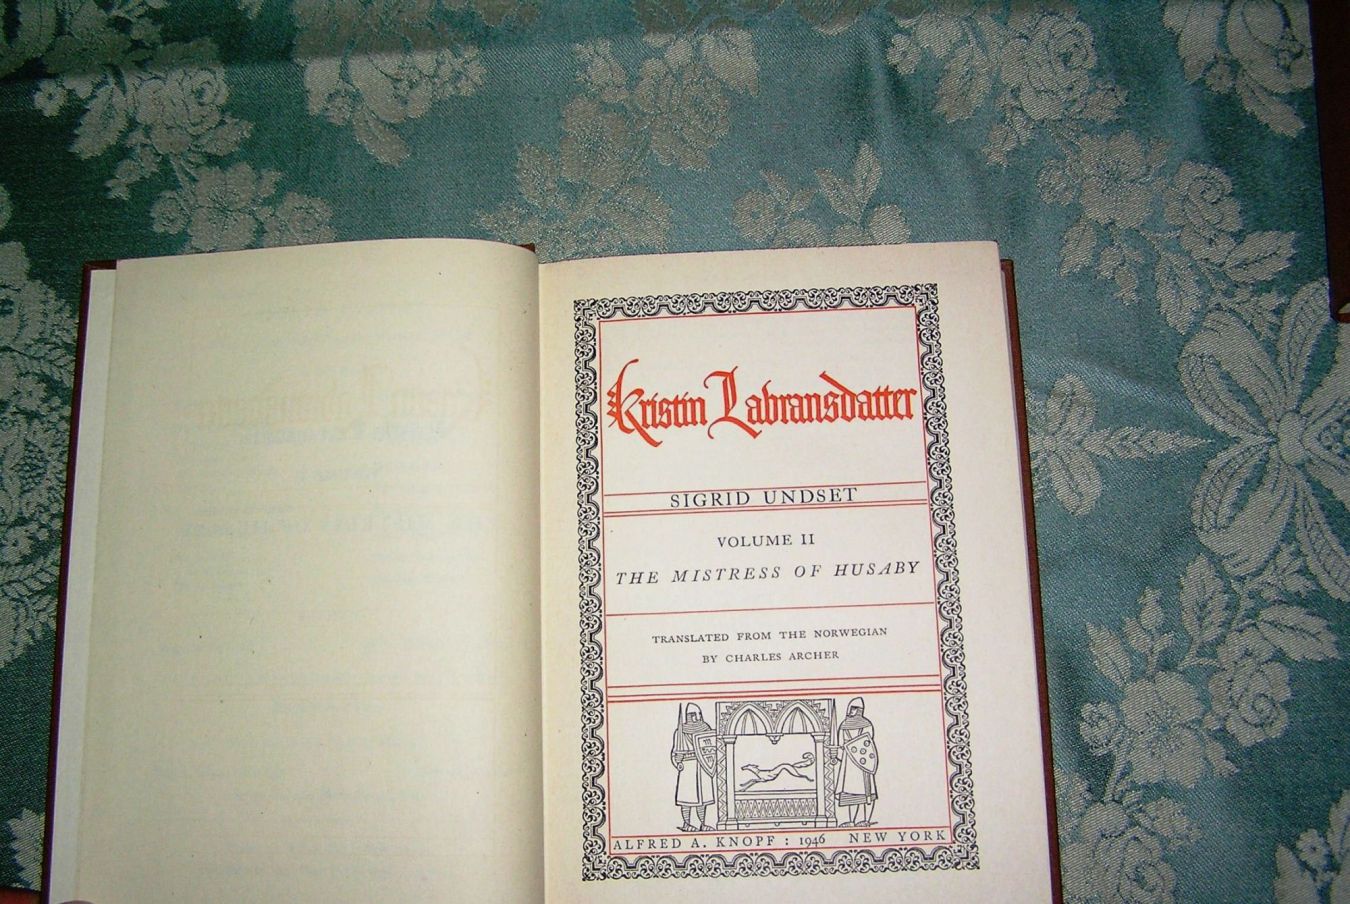 Kristin Labransdatter
SIGRID UNDSET
VOLUME II
THE MISTRESS OF HUSABY
TRANSLATED FROM THE NORWEGIAN
BY CHARLES ARCHER
ALFRED A. KNOPF : 1946 NEW YORK